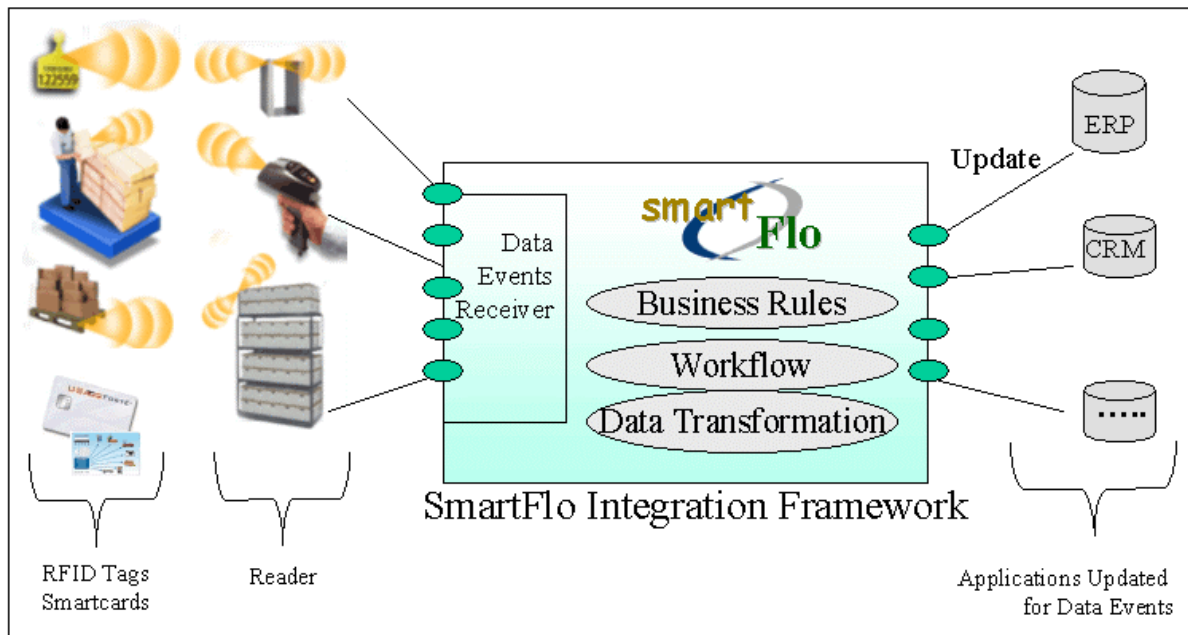 122559
ERP
Update
smart
Flo
CRM
Data
Events
Receiver
Business Rules
Workflow
Data Transformation
.....
SmartFlo Integration Framework
RFID Tags
Smartcards
Reader
Applications Updated
for Data Events